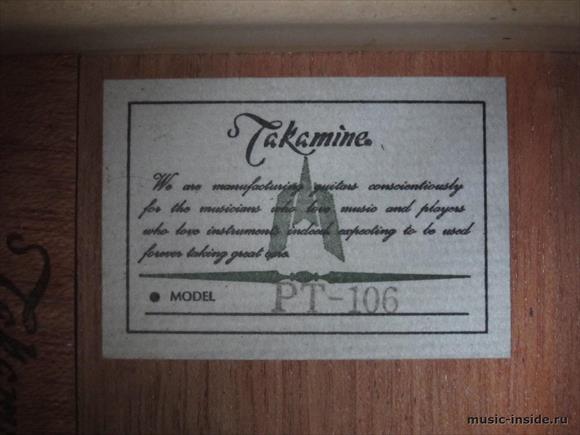 Takamine®
We are manufacturing guitars conscientiously
for the musicians who love music and players
who love instruments indeed expecting to be used
forever taking great care.
● MODEL PT-106
music-inside.ru